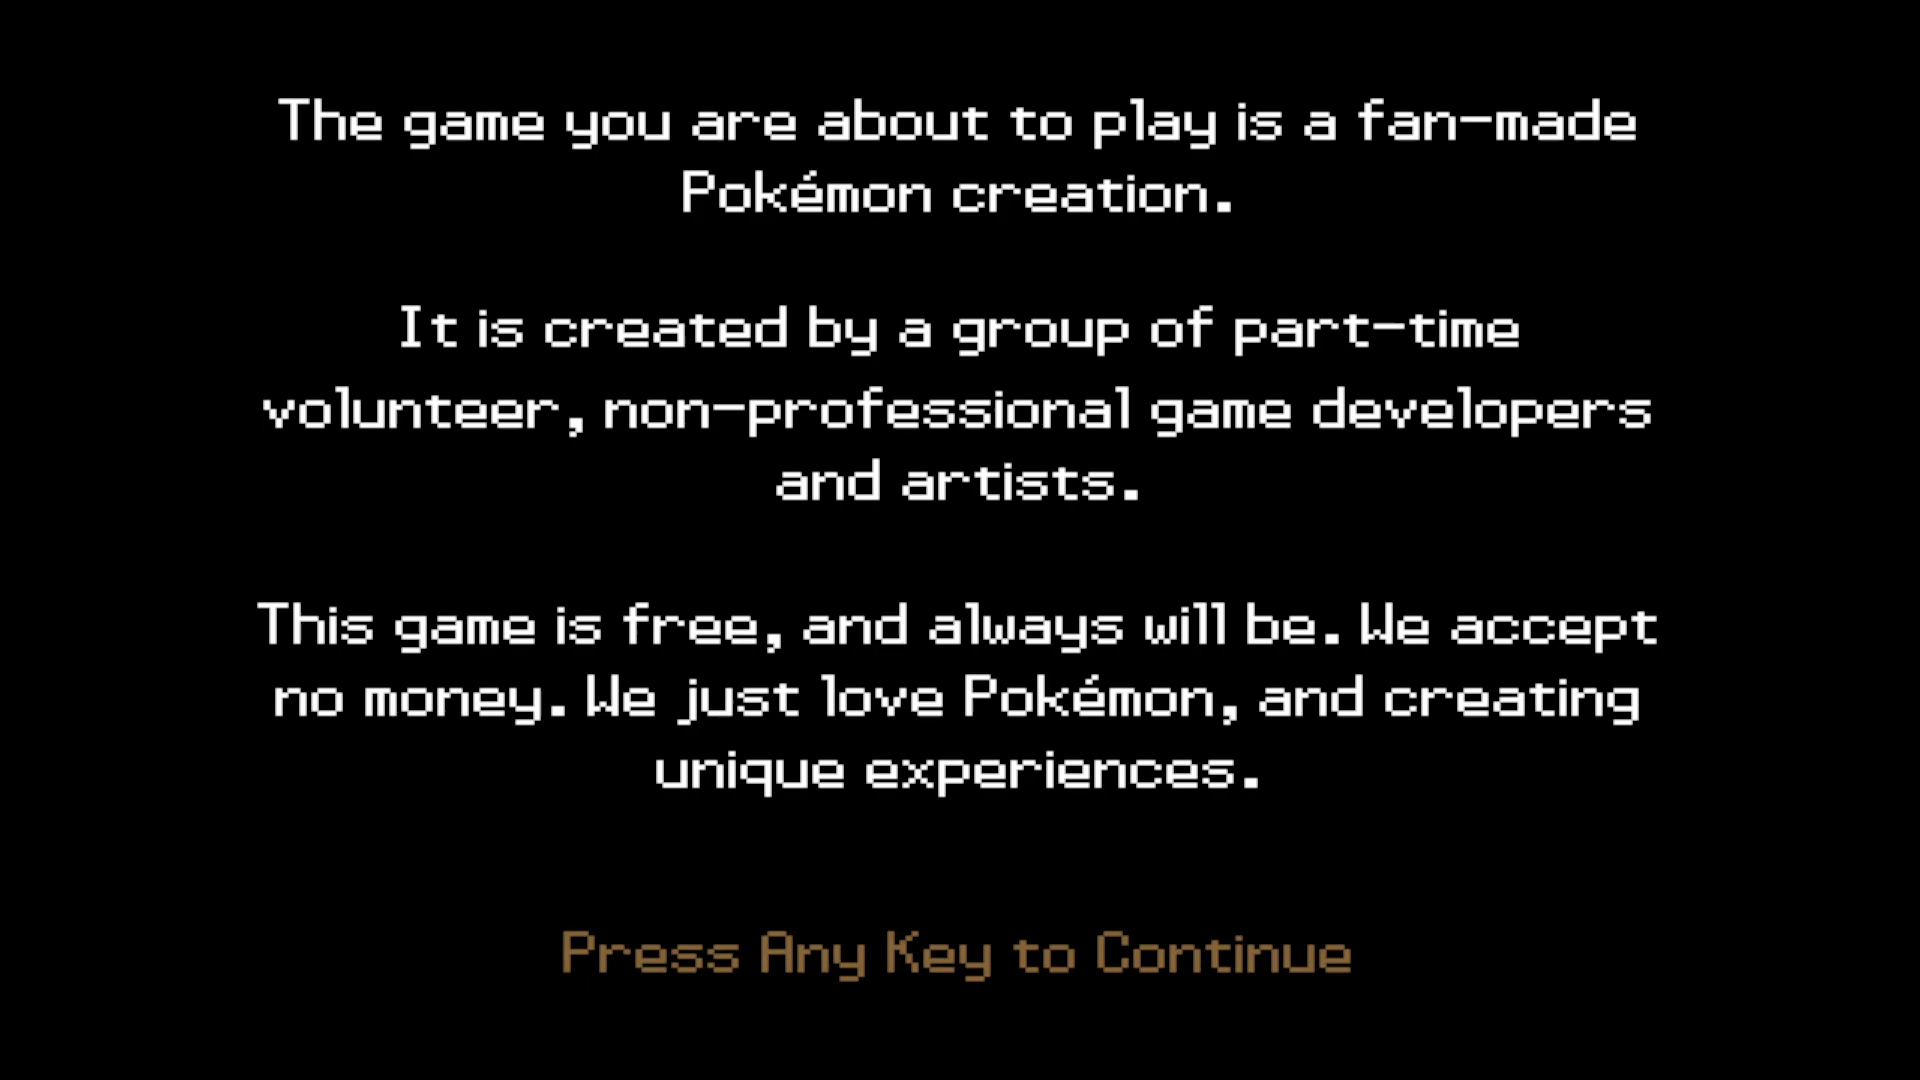 The game you are about to play is a fan-made
Pokémon creation.
It is created by a group of part-time
volunteer, non-professional game developers
and artists.
This game is free, and always will be. We accept
no money. We just love Pokémon, and creating
unique experiences.
Press Any Key to Continue